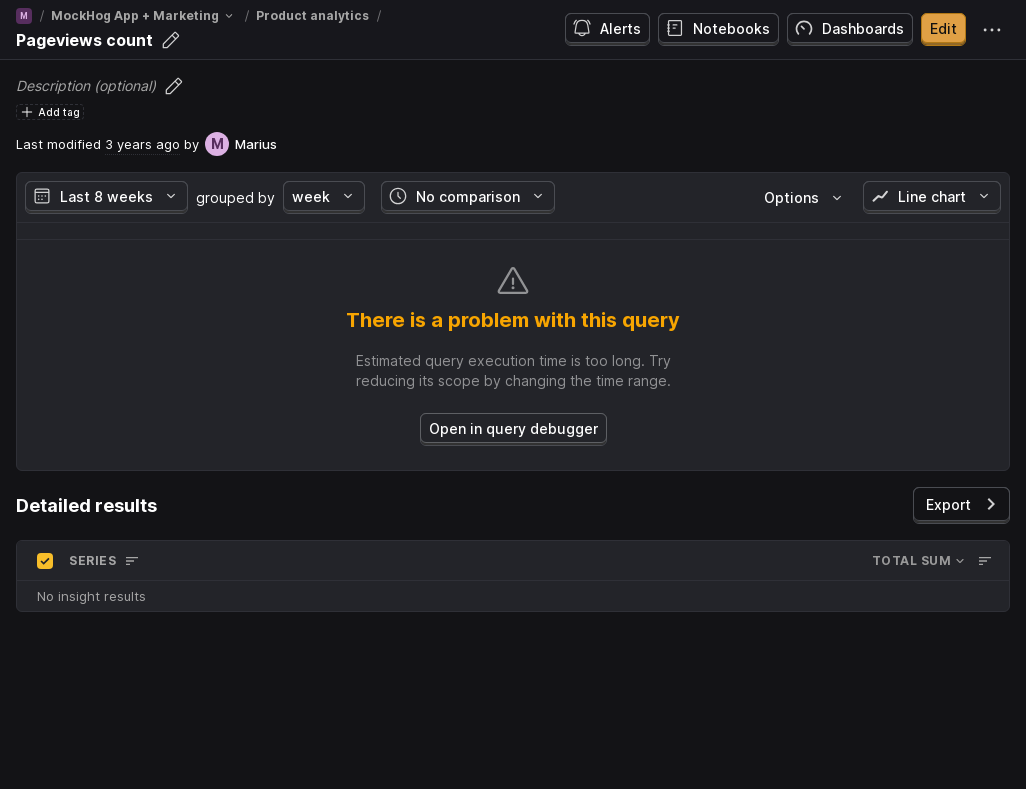 M / MockHog App + Marketing / Product analytics /
Pageviews count
Alerts
Notebooks
Dashboards
Edit
Description (optional)
Add tag
Last modified 3 years ago by M Marius
Last 8 weeks grouped by week No comparison Options Line chart
There is a problem with this query
Estimated query execution time is too long. Try
reducing its scope by changing the time range.
Open in query debugger
Detailed results
Export
SERIES TOTAL SUM
No insight results